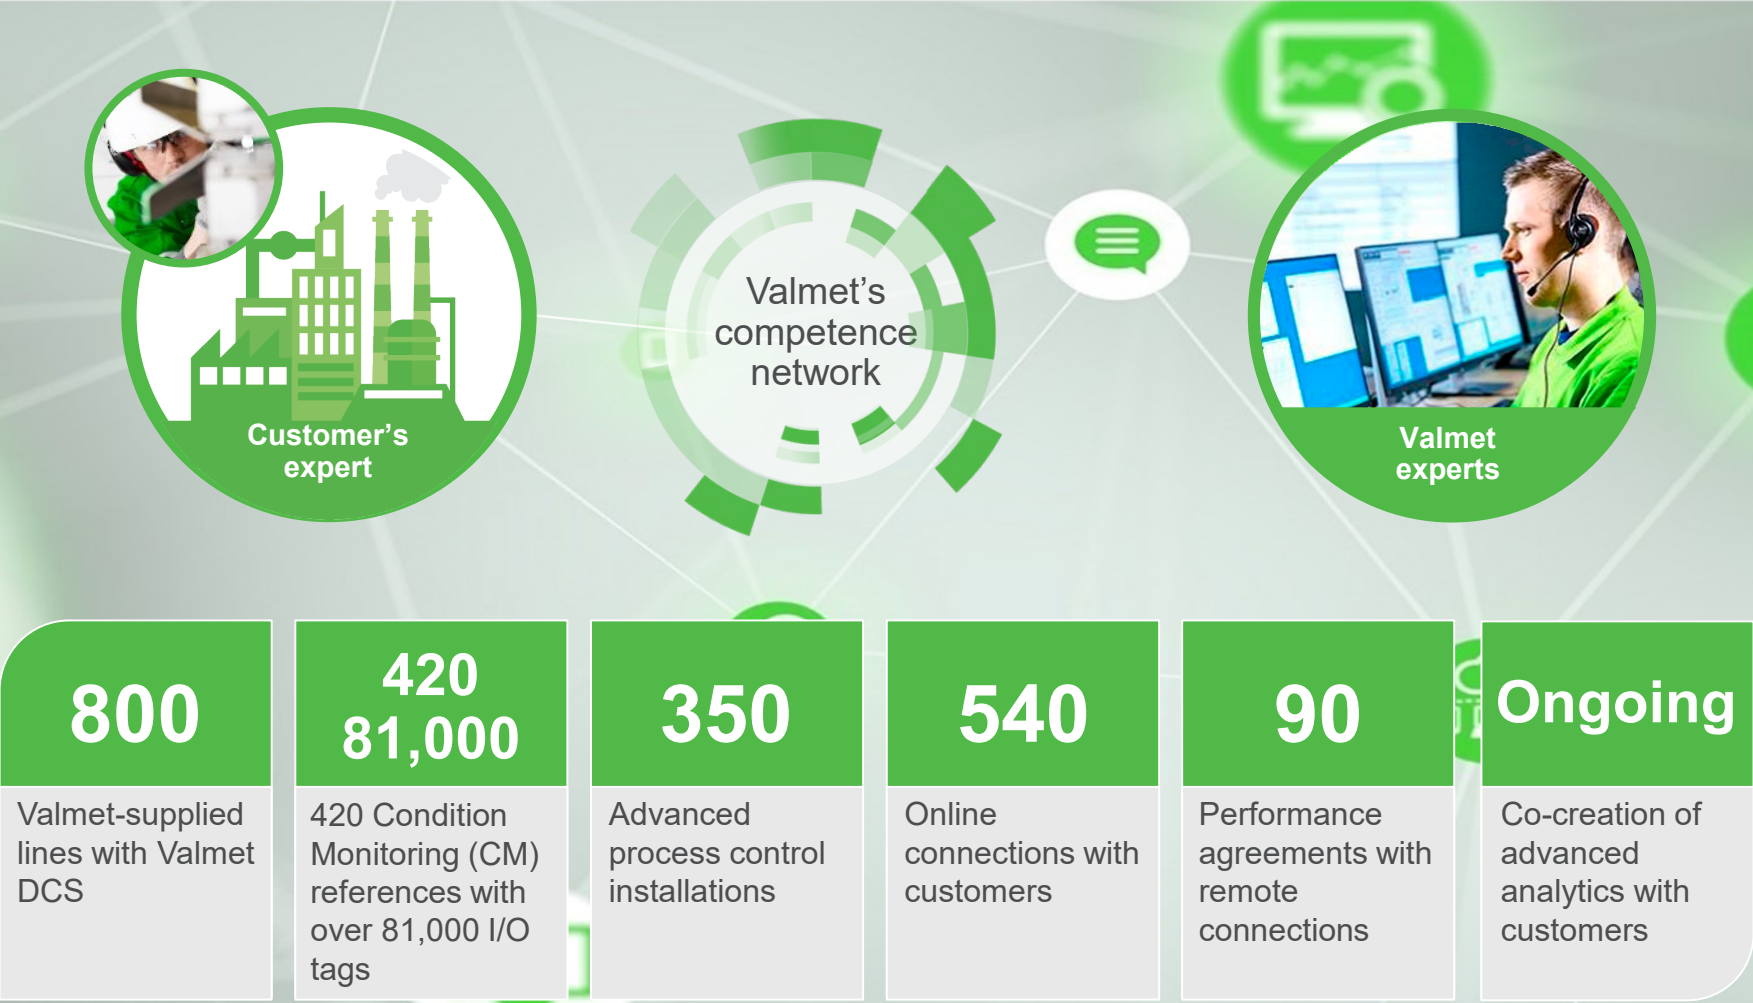 Valmet’s
competence
network
Customer’s
expert
Valmet
experts
800
Valmet-supplied
lines with Valmet
DCS
420
81,000
420 Condition
Monitoring (CM)
references with
over 81,000 I/O
tags
350
Advanced
process control
installations
540
Online
connections with
customers
90
Performance
agreements with
remote
connections
Ongoing
Co-creation of
advanced
analytics with
customers